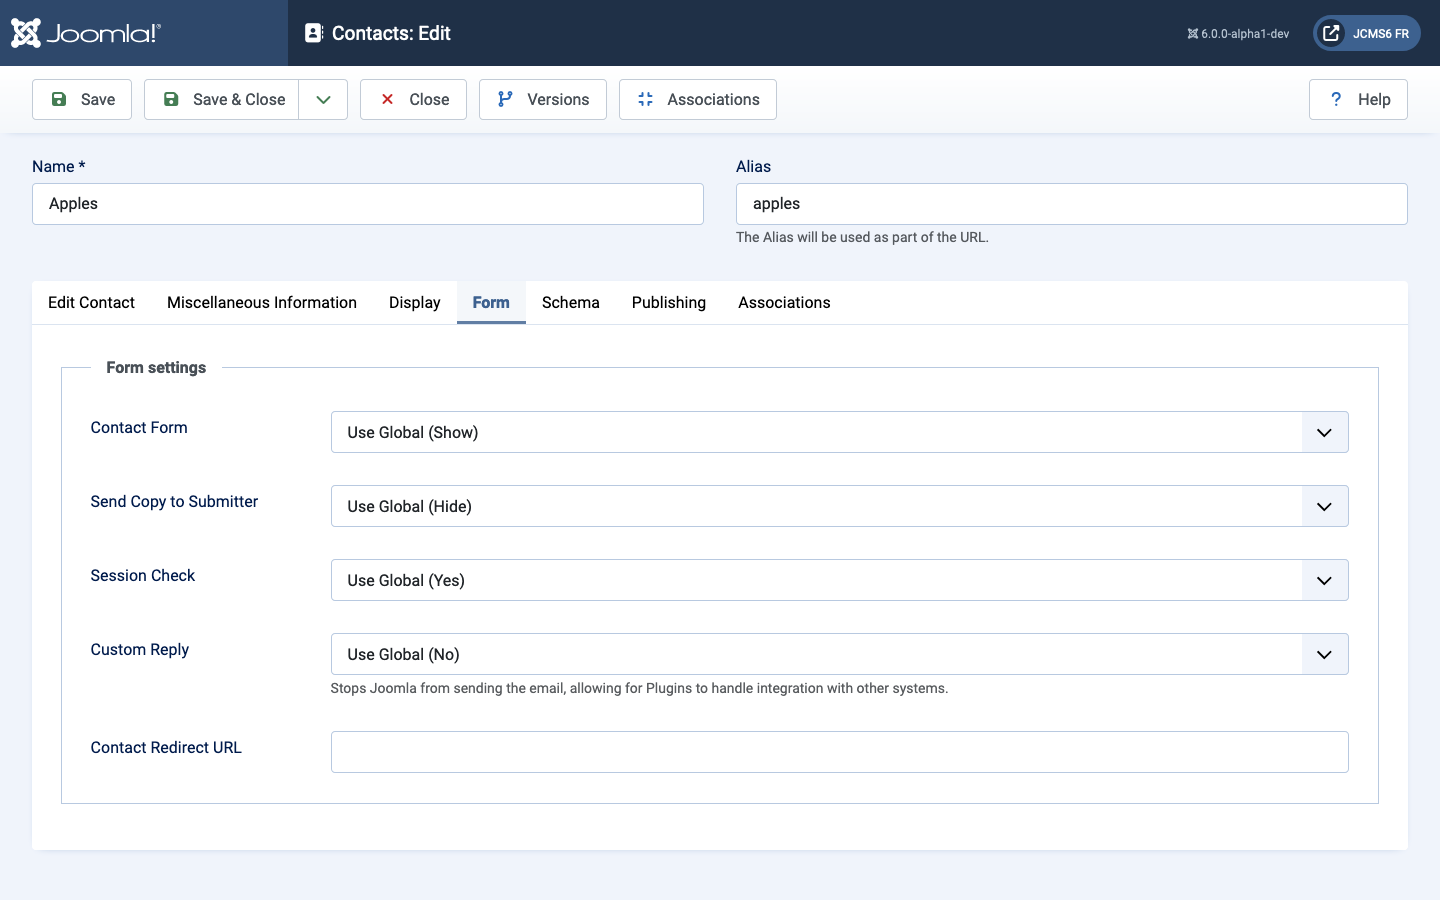 Joomla!®
Contacts: Edit
6.0.0-alpha1-dev
JCMS6 FR
Save
Save & Close
Close
Versions
Associations
? Help
Name *
Alias
Apples
apples
The Alias will be used as part of the URL.
Edit Contact
Miscellaneous Information
Display
Form
Schema
Publishing
Associations
Form settings
Contact Form
Use Global (Show)
Send Copy to Submitter
Use Global (Hide)
Session Check
Use Global (Yes)
Custom Reply
Use Global (No)
Stops Joomla from sending the email, allowing for Plugins to handle integration with other systems.
Contact Redirect URL